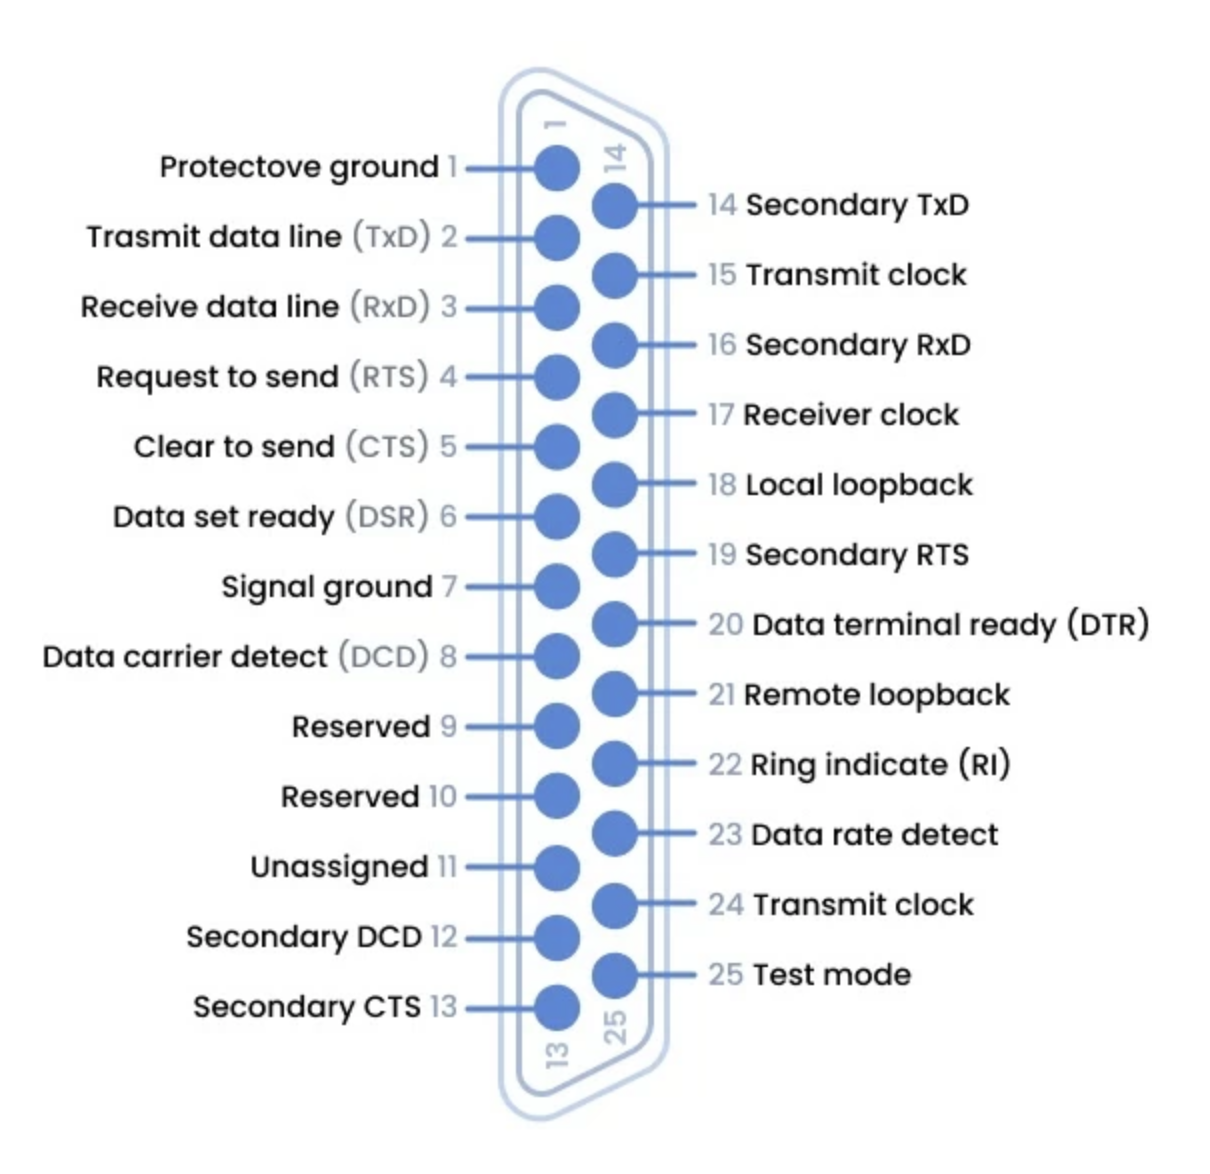 1
14
Protectove ground 1
Trasmit data line (TxD) 2
Receive data line (RxD) 3
Request to send (RTS) 4
Clear to send (CTS) 5
Data set ready (DSR) 6
Signal ground 7
Data carrier detect (DCD) 8
Reserved 9
Reserved 10
Unassigned 11
Secondary DCD 12
Secondary CTS 13
14 Secondary TxD
15 Transmit clock
16 Secondary RxD
17 Receiver clock
18 Local loopback
19 Secondary RTS
20 Data terminal ready (DTR)
21 Remote loopback
22 Ring indicate (RI)
23 Data rate detect
24 Transmit clock
25 Test mode
13
25